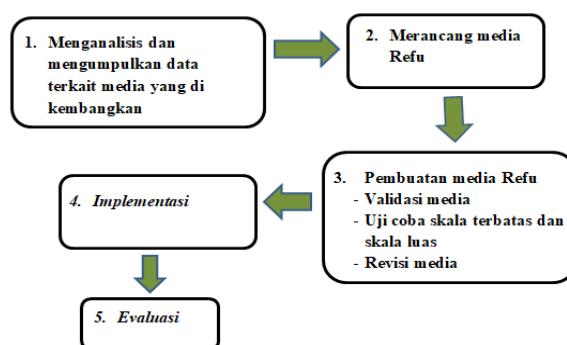 1. Menganalisis dan
mengumpulkan data
terkait media yang di
kembangkan
2. Merancang media
Refu
3. Pembuatan media Refu
- Validasi media
- Uji coba skala terbatas dan
skala luas
- Revisi media
4. Implementasi
5. Evaluasi